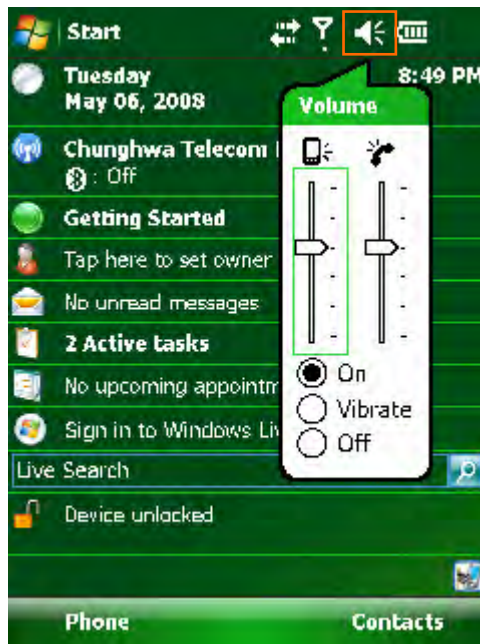 Start
Tuesday 8:49 PM
May 06, 2008
Volume
Chunghwa Telecom
: Off
Getting Started
Tap here to set owner
No unread messages
2 Active tasks
No upcoming appointm
On
Vibrate
Sign in to Windows Liv
Off
Live Search
Device unlocked
Phone Contacts